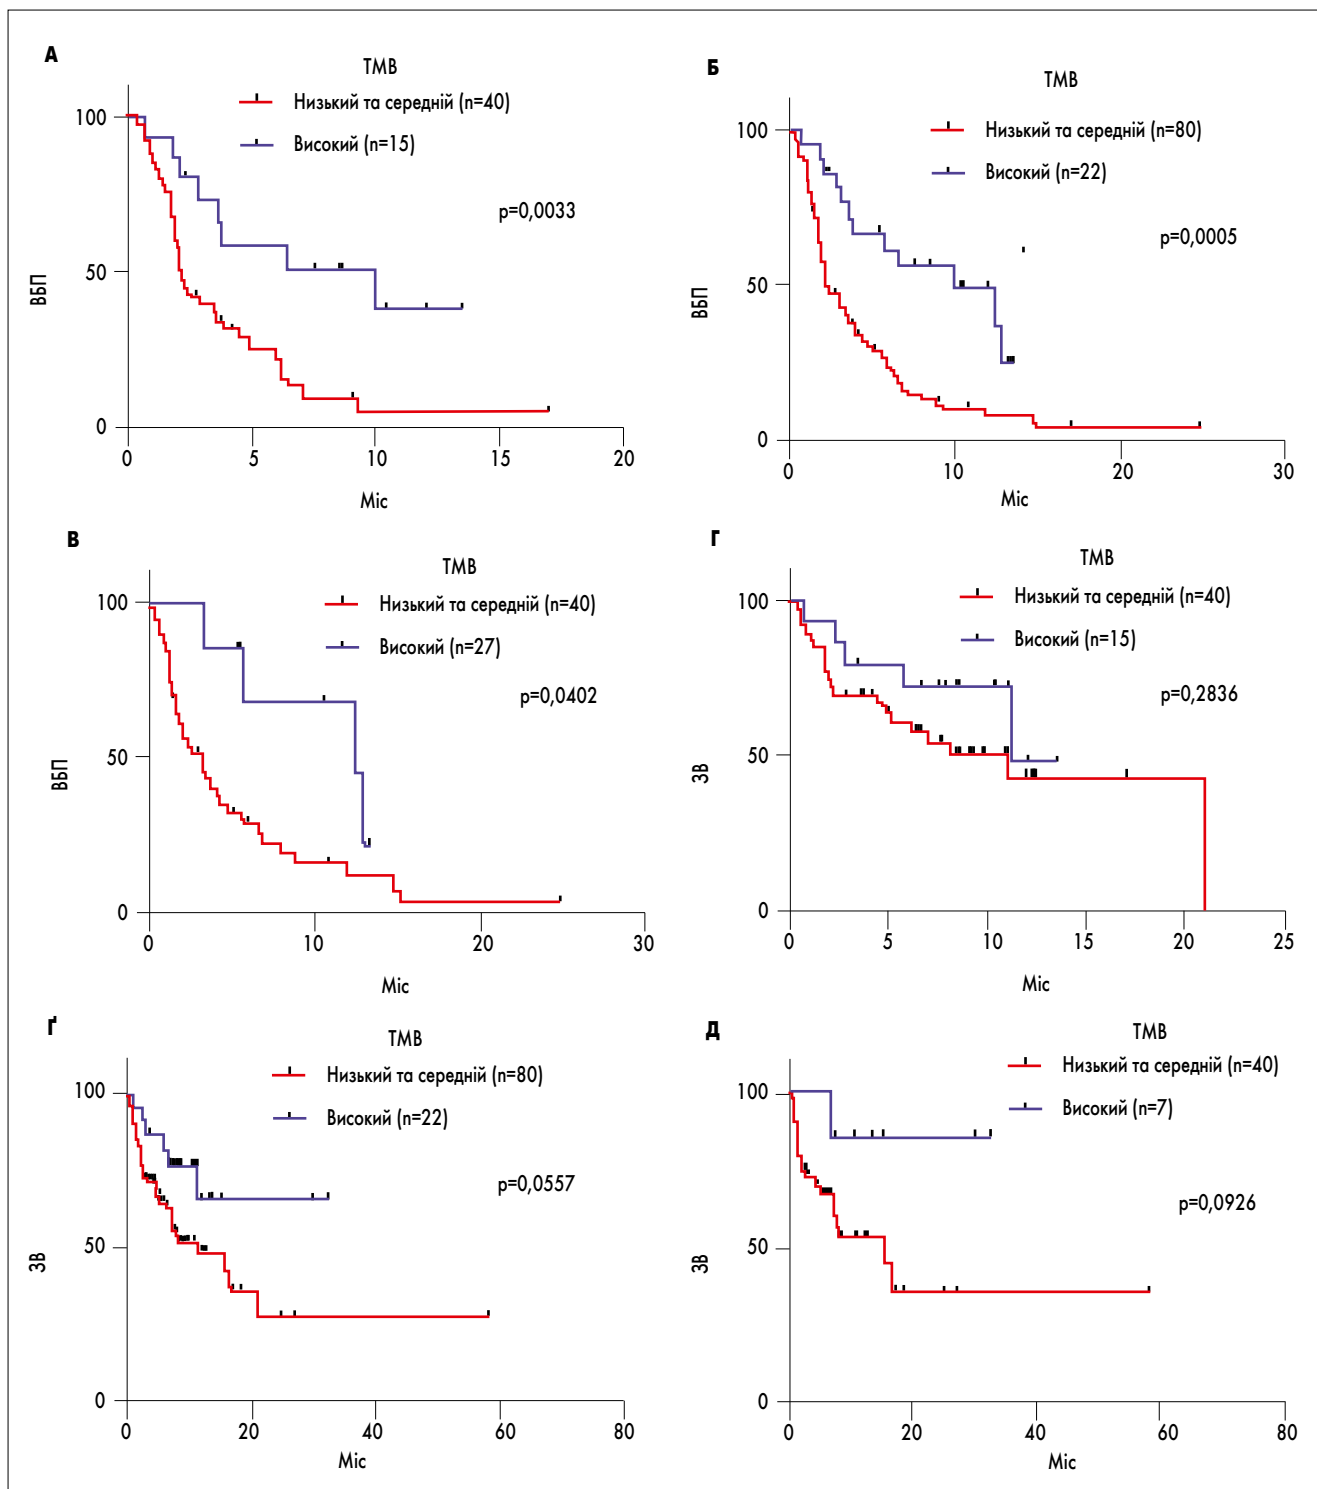 А
ТМВ
Низький та середній (n=40)
Високий (n=15)
p=0,0033
ВБП
100
50
0
0 5 10 15 20
Міс
Б
ТМВ
Низький та середній (n=80)
Високий (n=22)
p=0,0005
ВБП
100
50
0
0 10 20 30
Міс
В
ТМВ
Низький та середній (n=40)
Високий (n=27)
p=0,0402
ВБП
100
50
0
0 10 20 30
Міс
Г
ТМВ
Низький та середній (n=40)
Високий (n=15)
p=0,2836
ЗВ
100
50
0
0 5 10 15 20 25
Міс
Ґ
ТМВ
Низький та середній (n=80)
Високий (n=22)
p=0,0557
ЗВ
100
50
0
0 20 40 60 80
Міс
Д
ТМВ
Низький та середній (n=40)
Високий (n=7)
p=0,0926
ЗВ
100
50
0
0 20 40 60 80
Міс